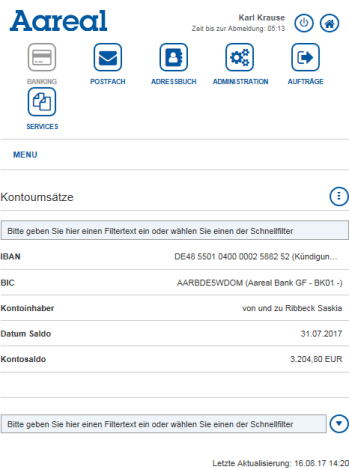 Aareal
Karl Krause
Zeit bis zur Abmeldung: 05:13
BANKING
POSTFACH
ADRESSBUCH
ADMINISTRATION
AUFTRÄGE
SERVICES
MENU
Kontoumsätze
Bitte geben Sie hier einen Filtertext ein oder wählen Sie einen der Schnellfilter
IBAN DE48 5501 0400 0002 5882 52 (Kündigun...
BIC AARBDE5WDOM (Aareal Bank GF - BK01 -)
Kontoinhaber von und zu Ribbeck Saskia
Datum Saldo 31.07.2017
Kontosaldo 3.204,80 EUR
Bitte geben Sie hier einen Filtertext ein oder wählen Sie einen der Schnellfilter
Letzte Aktualisierung: 16.08.17 14:20